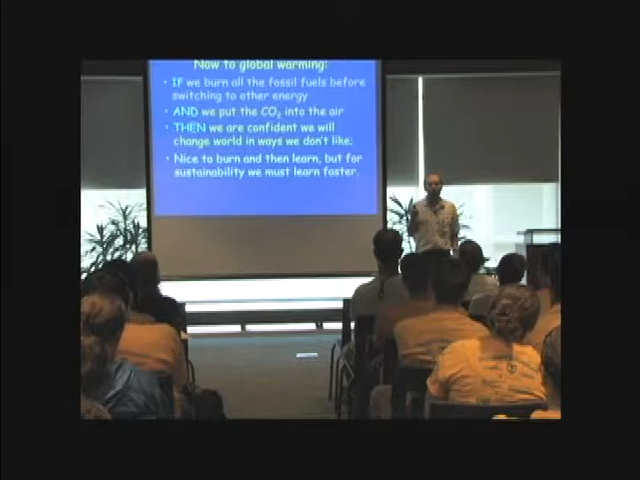 Now to global warming:
• IF we burn all the fossil fuels before
switching to other energy
• AND we put the CO₂ into the air
• THEN we are confident we will
change world in ways we don't like;
• Nice to burn and then learn, but for
sustainability we must learn faster.